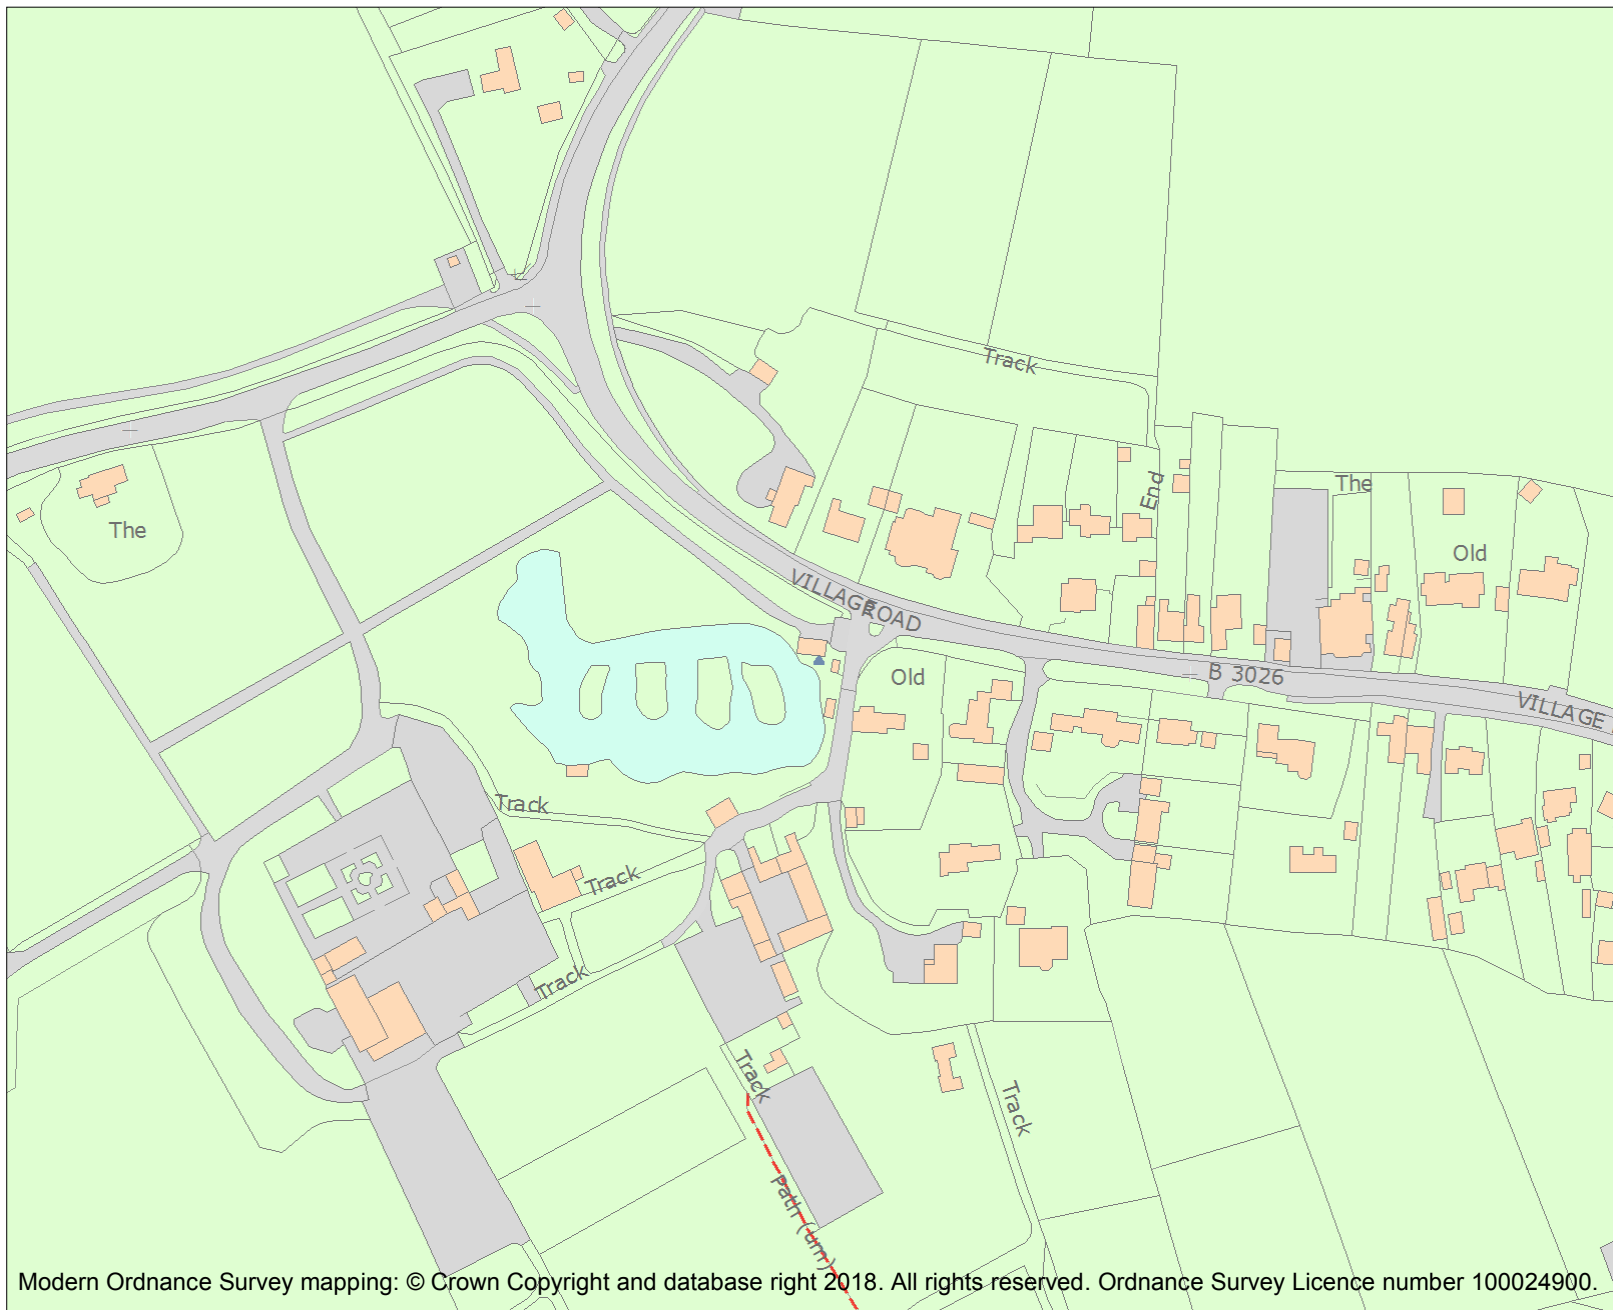 Track
End
The
The
Old
VILLAGE
ROAD
Old
B 3026
VILLAGE
Track
Track
Track
Track
Track
Path (um)
Modern Ordnance Survey mapping: © Crown Copyright and database right 2018. All rights reserved. Ordnance Survey Licence number 100024900.